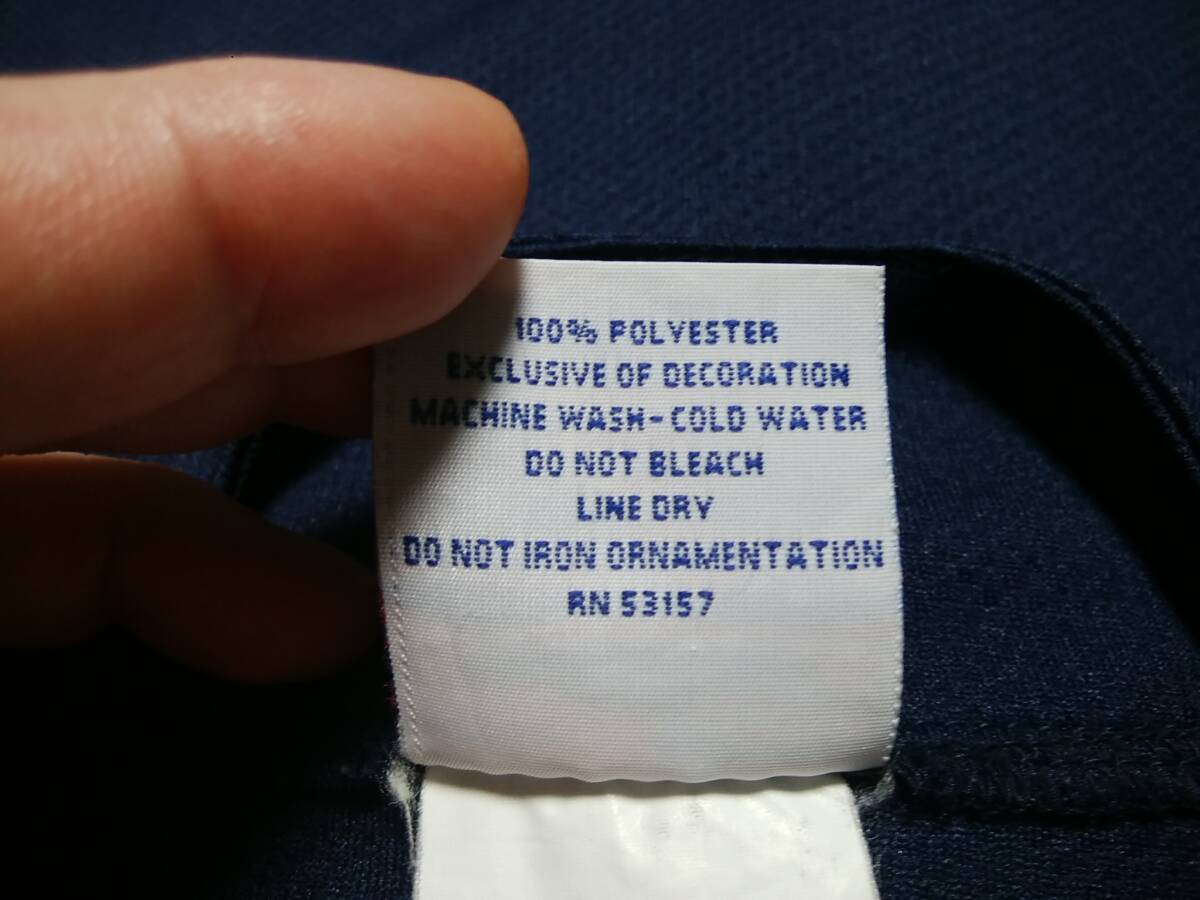 100% POLYESTER
EXCLUSIVE OF DECORATION
MACHINE WASH-COLD WATER
DO NOT BLEACH
LINE DRY
DO NOT IRON ORNAMENTATION
RN 53157